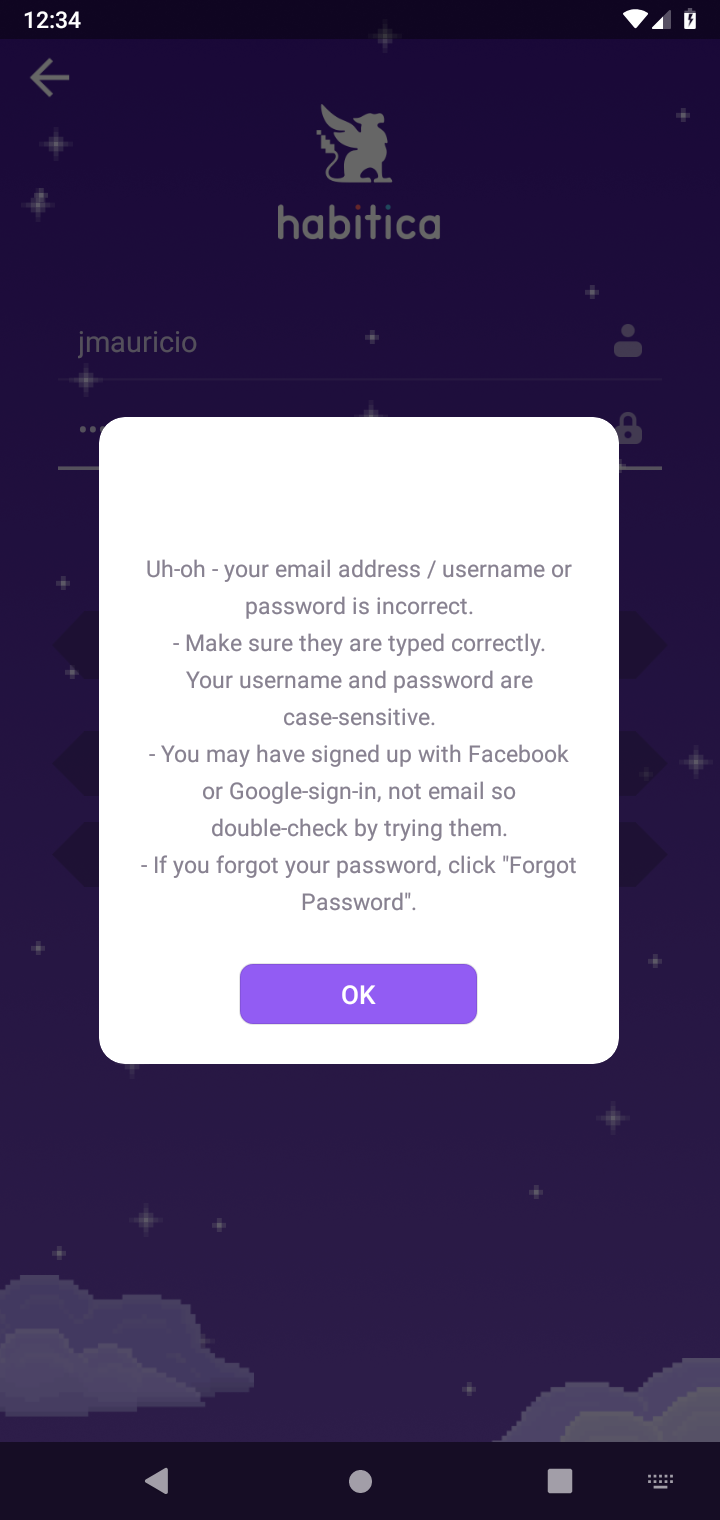 12:34
habitica
jmauricio
Uh-oh - your email address / username or
password is incorrect.
- Make sure they are typed correctly.
Your username and password are
case-sensitive.
- You may have signed up with Facebook
or Google-sign-in, not email so
double-check by trying them.
- If you forgot your password, click "Forgot
Password".
OK